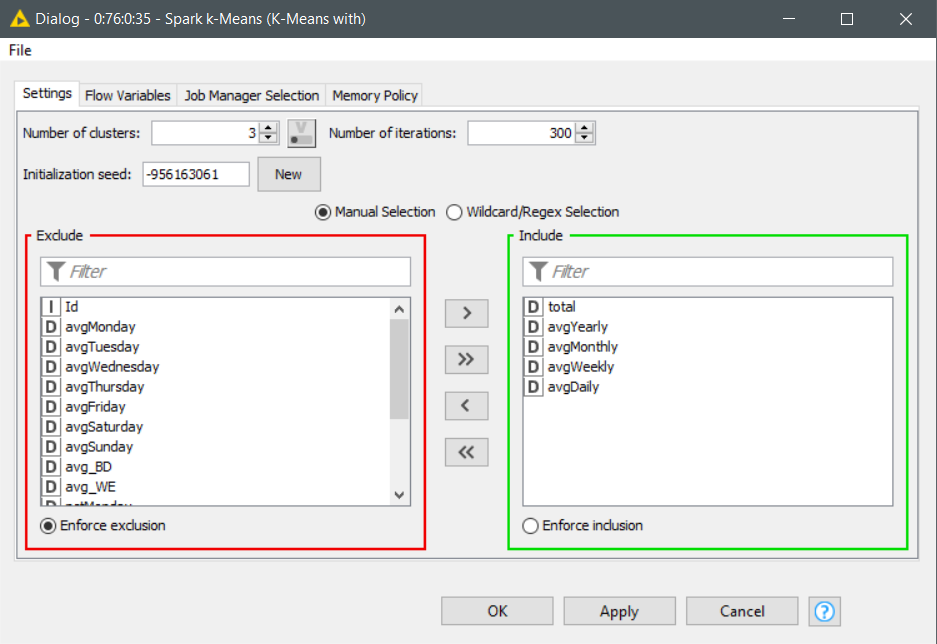 Dialog - 0:76:0:35 - Spark k-Means (K-Means with)
File
Settings Flow Variables Job Manager Selection Memory Policy
Number of clusters: 3 V Number of iterations: 300
Initialization seed: -956163061 New
Manual Selection Wildcard/Regex Selection
Exclude
Filter
I Id
D avgMonday
D avgTuesday
D avgWednesday
D avgThursday
D avgFriday
D avgSaturday
D avgSunday
D avg_BD
D avg_WE
Enforce exclusion
>
>>
<
<<
Include
Filter
D total
D avgYearly
D avgMonthly
D avgWeekly
D avgDaily
Enforce inclusion
OK Apply Cancel ?